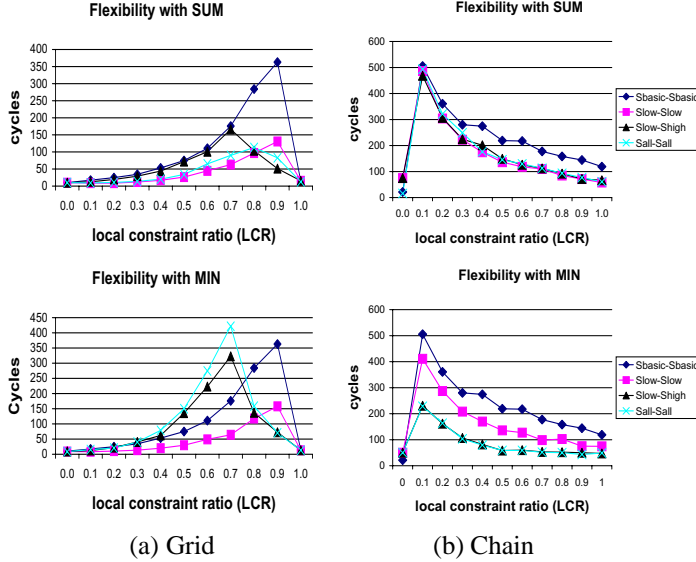 Flexibility with SUM
cycles
400
350
300
250
200
150
100
50
0
0.0 0.1 0.2 0.3 0.4 0.5 0.6 0.7 0.8 0.9 1.0
local constraint ratio (LCR)
Flexibility with SUM
cycles
600
500
400
300
200
100
0
0.0 0.1 0.2 0.3 0.4 0.5 0.6 0.7 0.8 0.9 1.0
local constraint ratio (LCR)
Sbasic-Sbasic
Slow-Slow
Slow-Shigh
Sall-Sall
Flexibility with MIN
Cycles
450
400
350
300
250
200
150
100
50
0
0.0 0.1 0.2 0.3 0.4 0.5 0.6 0.7 0.8 0.9 1.0
local constraint ratio (LCR)
Flexibility with MIN
cycles
600
500
400
300
200
100
0
0 0.1 0.2 0.3 0.4 0.5 0.6 0.7 0.8 0.9 1
local constraint ratio (LCR)
Sbasic-Sbasic
Slow-Slow
Slow-Shigh
Sall-Sall
(a) Grid
(b) Chain